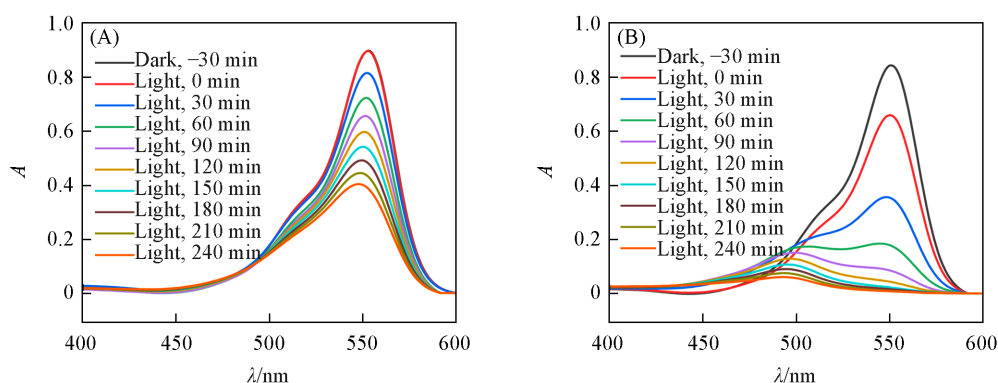 (A)
1.0
0.8
0.6
0.4
0.2
0
A
Dark, −30 min
Light, 0 min
Light, 30 min
Light, 60 min
Light, 90 min
Light, 120 min
Light, 150 min
Light, 180 min
Light, 210 min
Light, 240 min
400 450 500 550 600
λ/nm
(B)
1.0
0.8
0.6
0.4
0.2
0
A
Dark, −30 min
Light, 0 min
Light, 30 min
Light, 60 min
Light, 90 min
Light, 120 min
Light, 150 min
Light, 180 min
Light, 210 min
Light, 240 min
400 450 500 550 600
λ/nm